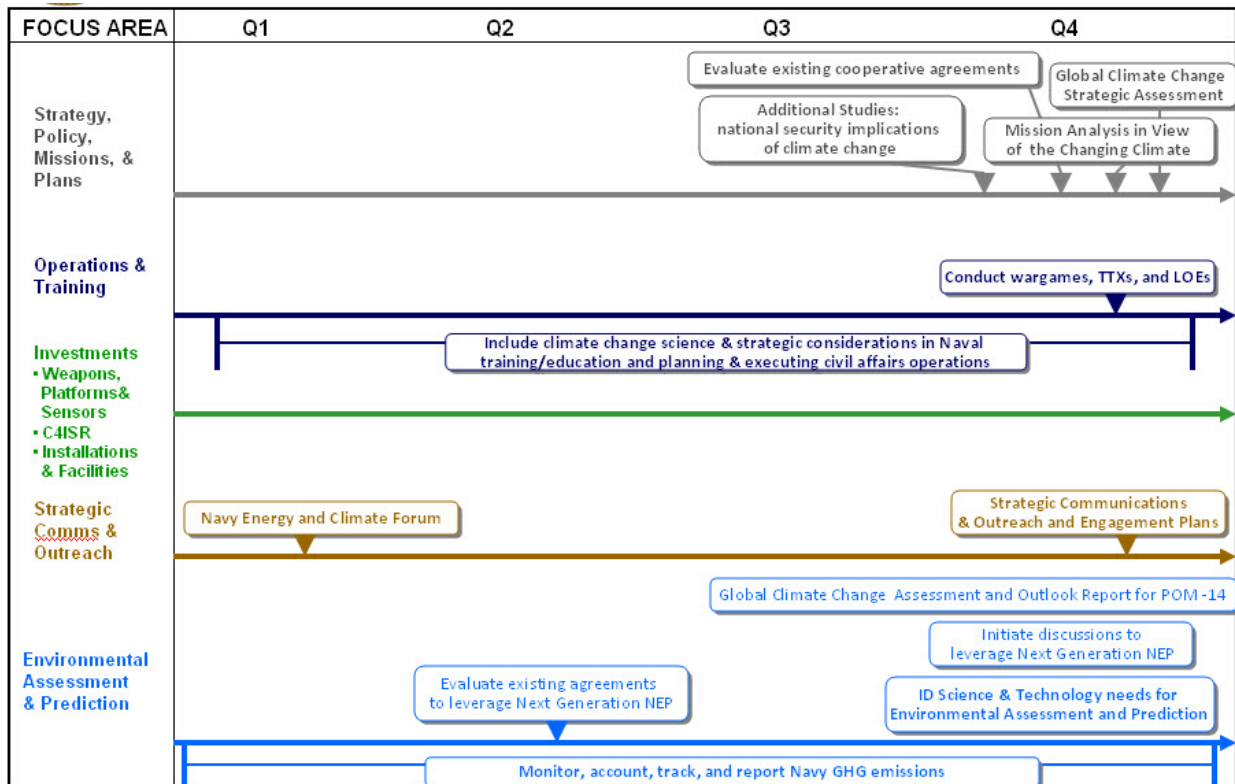 FOCUS AREA Q1 Q2 Q3 Q4
Strategy,
Policy,
Missions, &
Plans
Evaluate existing cooperative agreements
Global Climate Change
Strategic Assessment
Additional Studies:
national security implications
of climate change
Mission Analysis in View
of the Changing Climate
Operations &
Training
Conduct wargames, TTXs, and LOEs
Include climate change science & strategic considerations in Naval
training/education and planning & executing civil affairs operations
Investments
▪ Weapons,
Platforms&
Sensors
▪ C4ISR
▪ Installations
& Facilities
Strategic
Comms &
Outreach
Navy Energy and Climate Forum
Strategic Communications
& Outreach and Engagement Plans
Environmental
Assessment
& Prediction
Global Climate Change Assessment and Outlook Report for POM -14
Initiate discussions to
leverage Next Generation NEP
Evaluate existing agreements
to leverage Next Generation NEP
ID Science & Technology needs for
Environmental Assessment and Prediction
Monitor, account, track, and report Navy GHG emissions